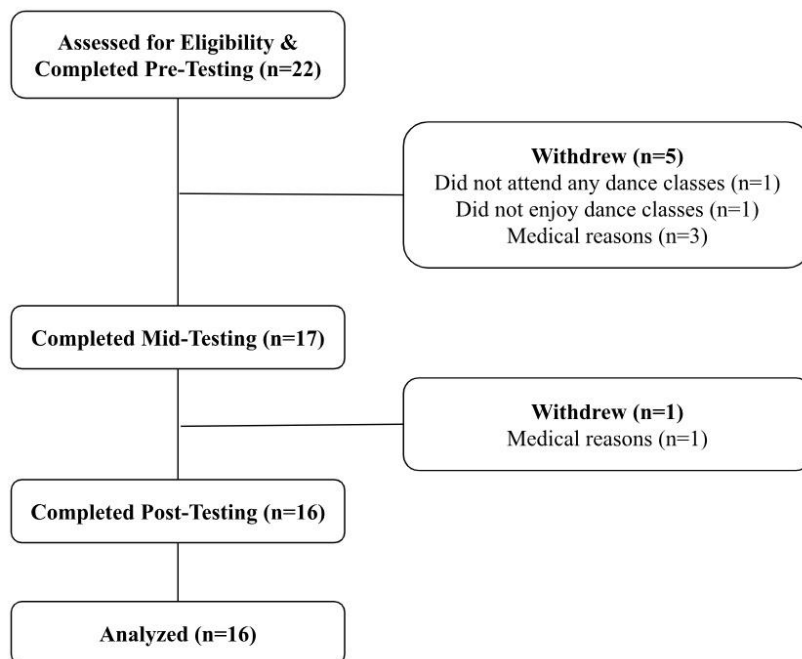 Assessed for Eligibility &
Completed Pre-Testing (n=22)
Withdrew (n=5)
Did not attend any dance classes (n=1)
Did not enjoy dance classes (n=1)
Medical reasons (n=3)
Completed Mid-Testing (n=17)
Withdrew (n=1)
Medical reasons (n=1)
Completed Post-Testing (n=16)
Analyzed (n=16)